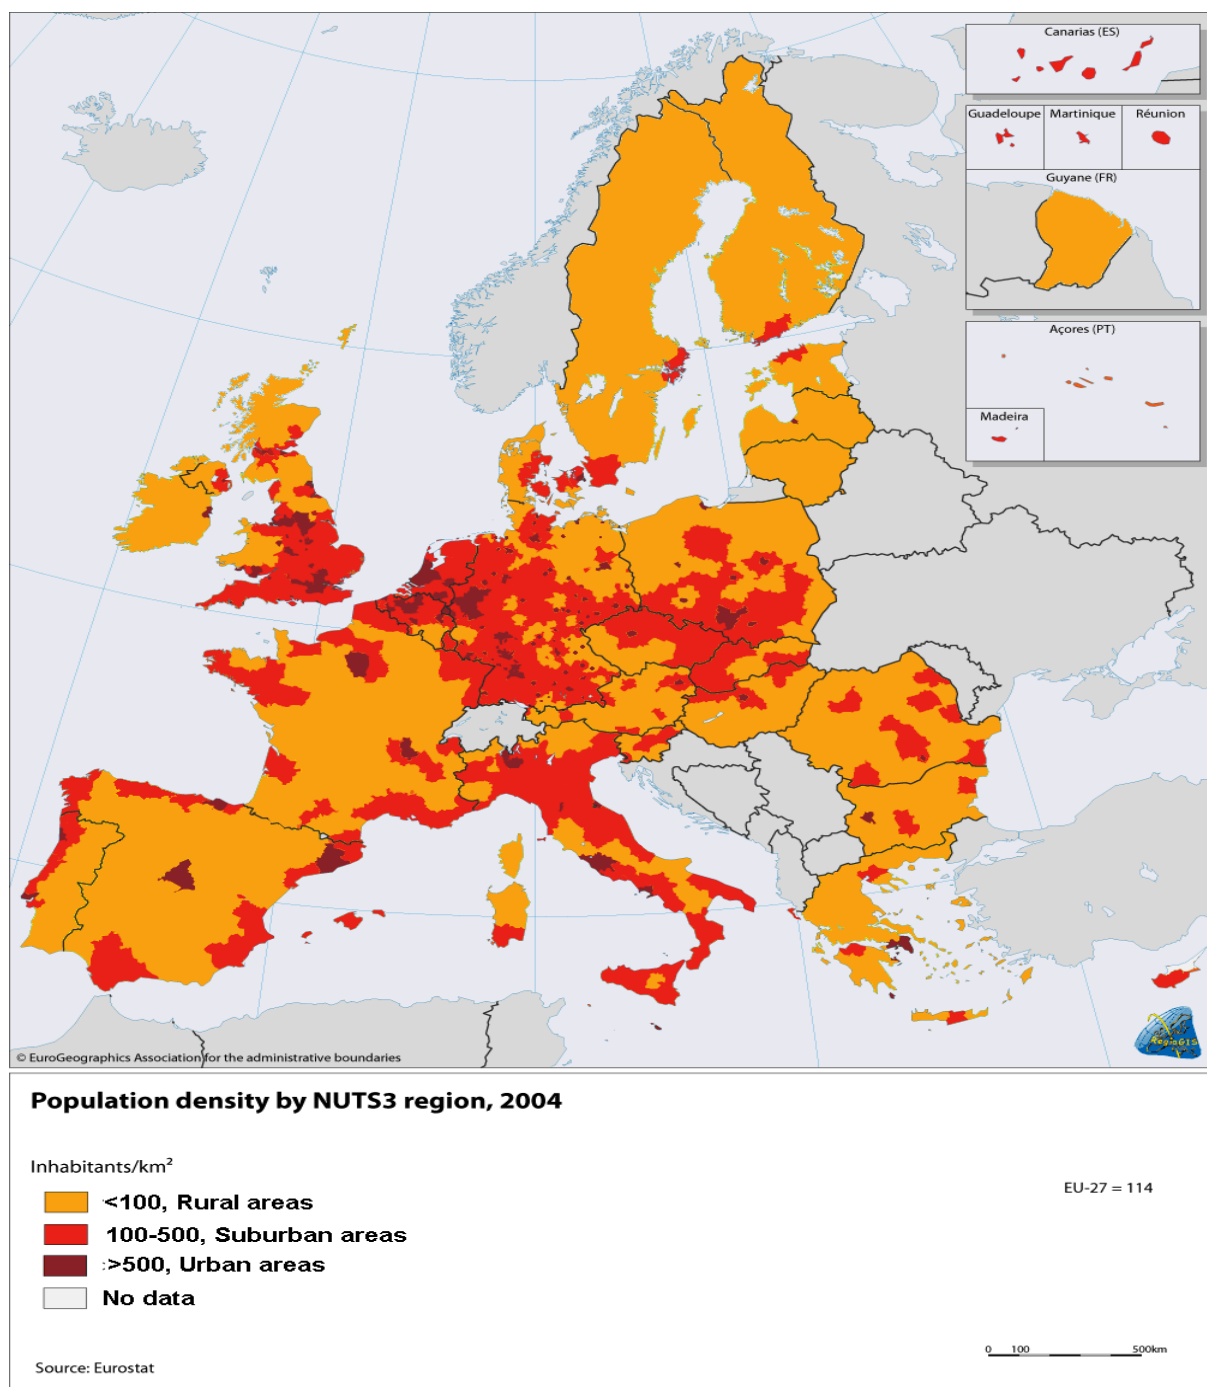 Canarias (ES)
Guadeloupe Martinique Réunion
Guyane (FR)
Açores (PT)
Madeira
RegioGIS
© EuroGeographics Association for the administrative boundaries
Population density by NUTS3 region, 2004
Inhabitants/km²
EU-27 = 114
<100, Rural areas
100-500, Suburban areas
:>500, Urban areas
No data
0 100 500km
Source: Eurostat